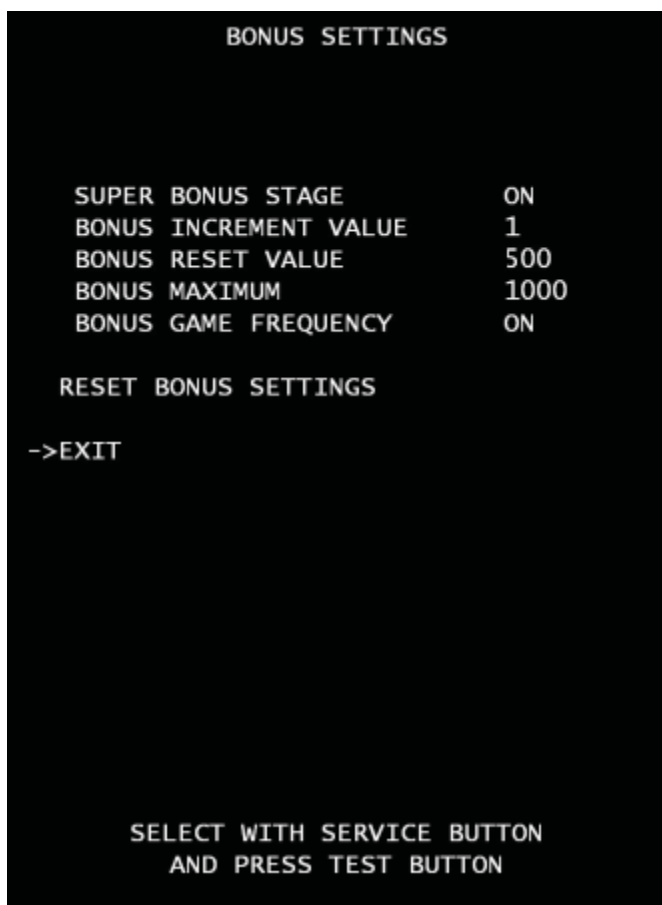 BONUS SETTINGS
SUPER BONUS STAGE ON
BONUS INCREMENT VALUE 1
BONUS RESET VALUE 500
BONUS MAXIMUM 1000
BONUS GAME FREQUENCY ON
RESET BONUS SETTINGS
->EXIT
SELECT WITH SERVICE BUTTON
AND PRESS TEST BUTTON